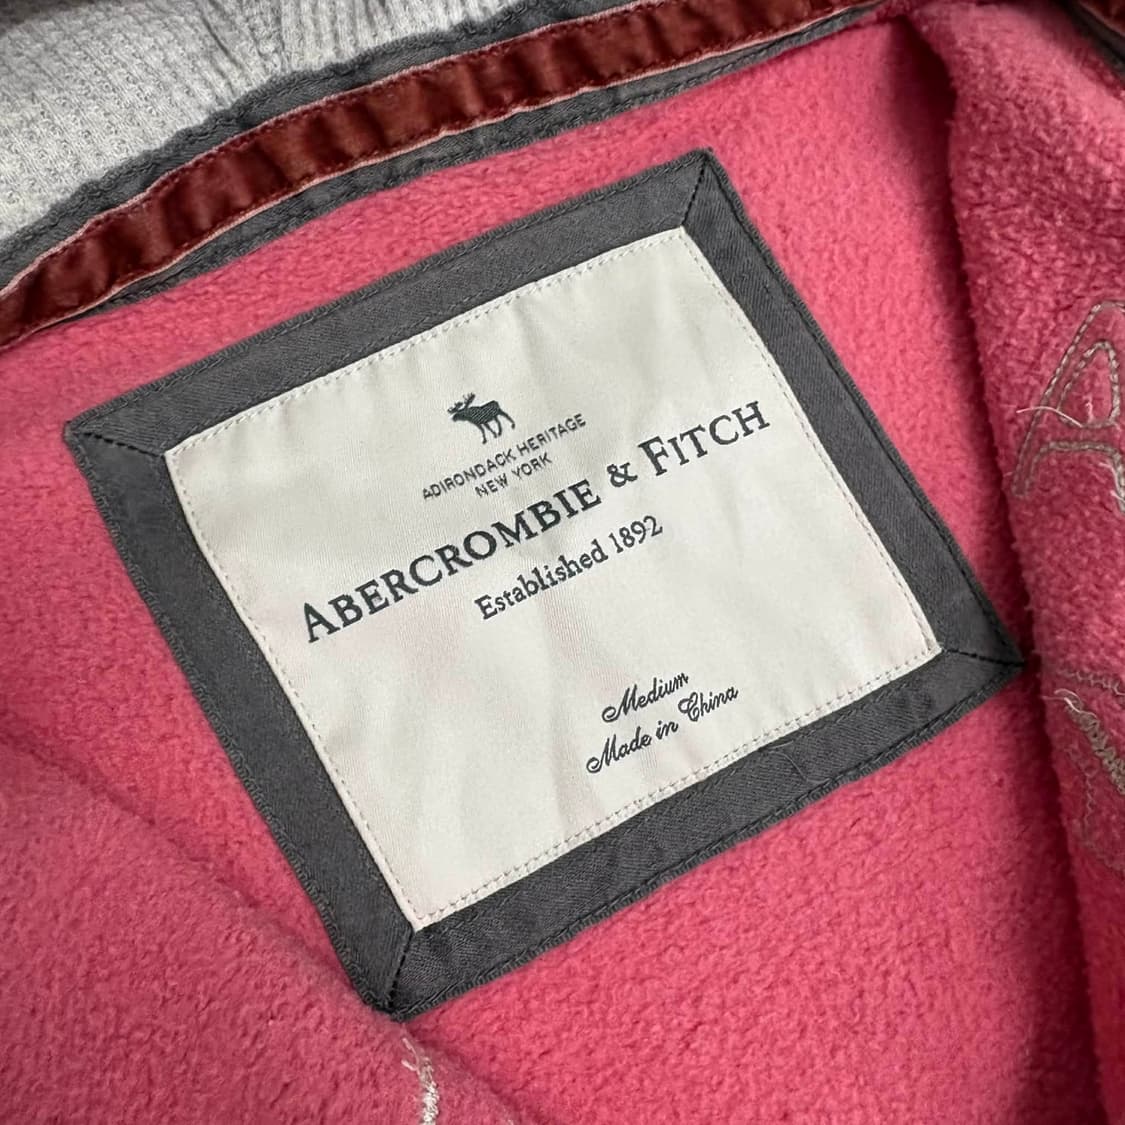 ADIRONDACK HERITAGE
NEW YORK
ABERCROMBIE & FITCH
Established 1892
Medium
Made in China